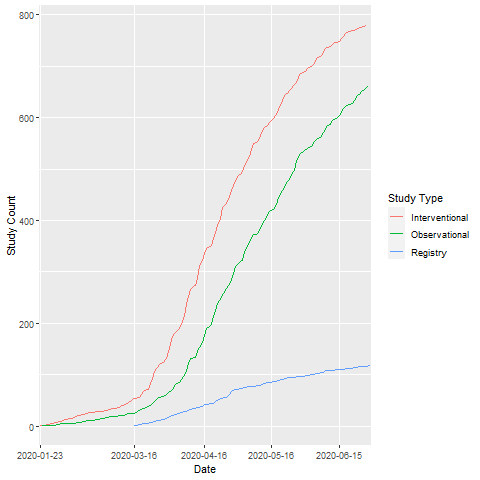 800
600
400
200
0
Study Count
2020-01-23
2020-03-16
2020-04-16
2020-05-16
2020-06-15
Date
Study Type
Interventional
Observational
Registry